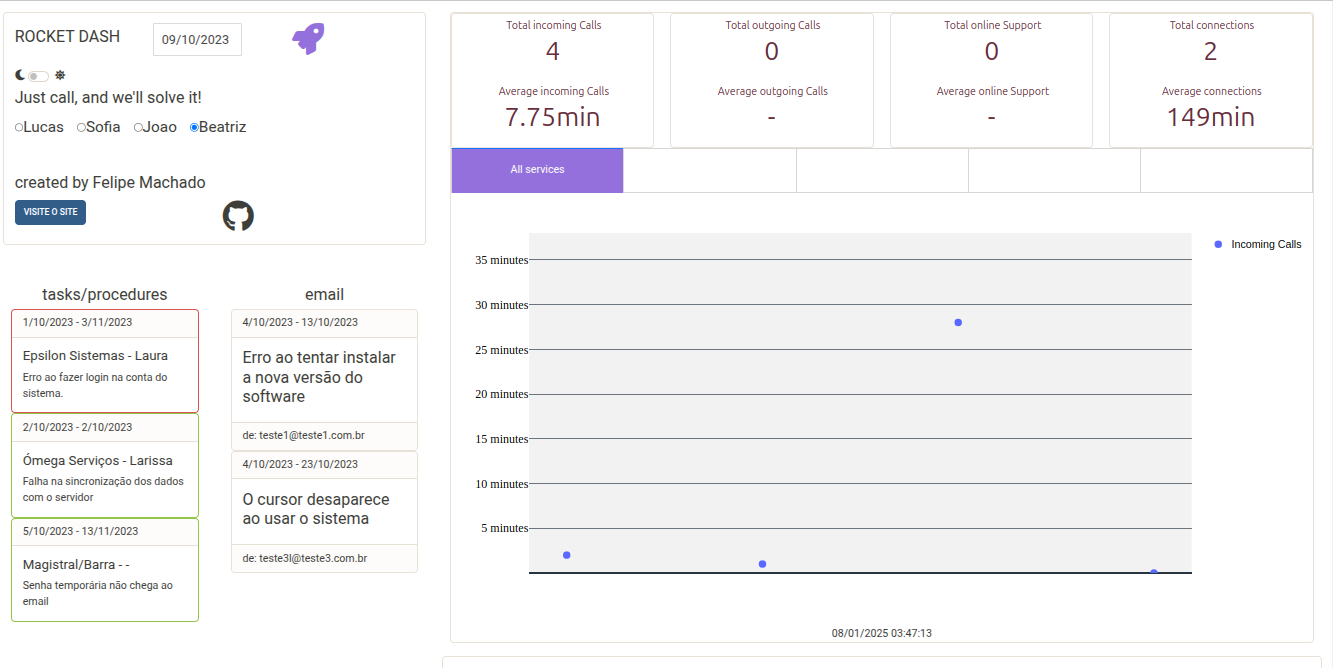 ROCKET DASH
09/10/2023
Just call, and we'll solve it!
Lucas Sofia Joao Beatriz
created by Felipe Machado
VISITE O SITE
tasks/procedures
1/10/2023 - 3/11/2023
Epsilon Sistemas - Laura
Erro ao fazer login na conta do
sistema.
2/10/2023 - 2/10/2023
Ómega Serviços - Larissa
Falha na sincronização dos dados
com o servidor
5/10/2023 - 13/11/2023
Magistral/Barra - -
Senha temporária não chega ao
email
email
4/10/2023 - 13/10/2023
Erro ao tentar instalar
a nova versão do
software
de: teste1@teste1.com.br
4/10/2023 - 23/10/2023
O cursor desaparece
ao usar o sistema
de: teste3l@teste3.com.br
Total incoming Calls
4
Average incoming Calls
7.75min
Total outgoing Calls
0
Average outgoing Calls
-
Total online Support
0
Average online Support
-
Total connections
2
Average connections
149min
All services
Incoming Calls
35 minutes
30 minutes
25 minutes
20 minutes
15 minutes
10 minutes
5 minutes
08/01/2025 03:47:13